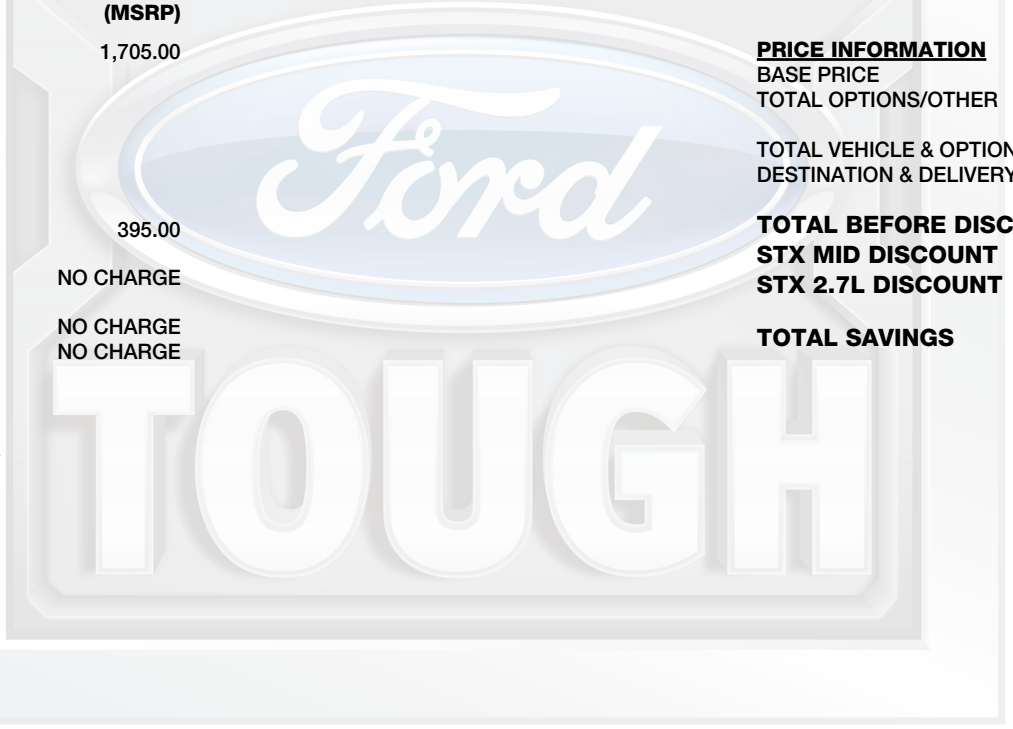 (MSRP)
1,705.00
395.00
NO CHARGE
NO CHARGE
NO CHARGE
PRICE INFORMATION
BASE PRICE
TOTAL OPTIONS/OTHER
TOTAL VEHICLE & OPTION
DESTINATION & DELIVERY
TOTAL BEFORE DISC
STX MID DISCOUNT
STX 2.7L DISCOUNT
TOTAL SAVINGS
Ford
TOUGH